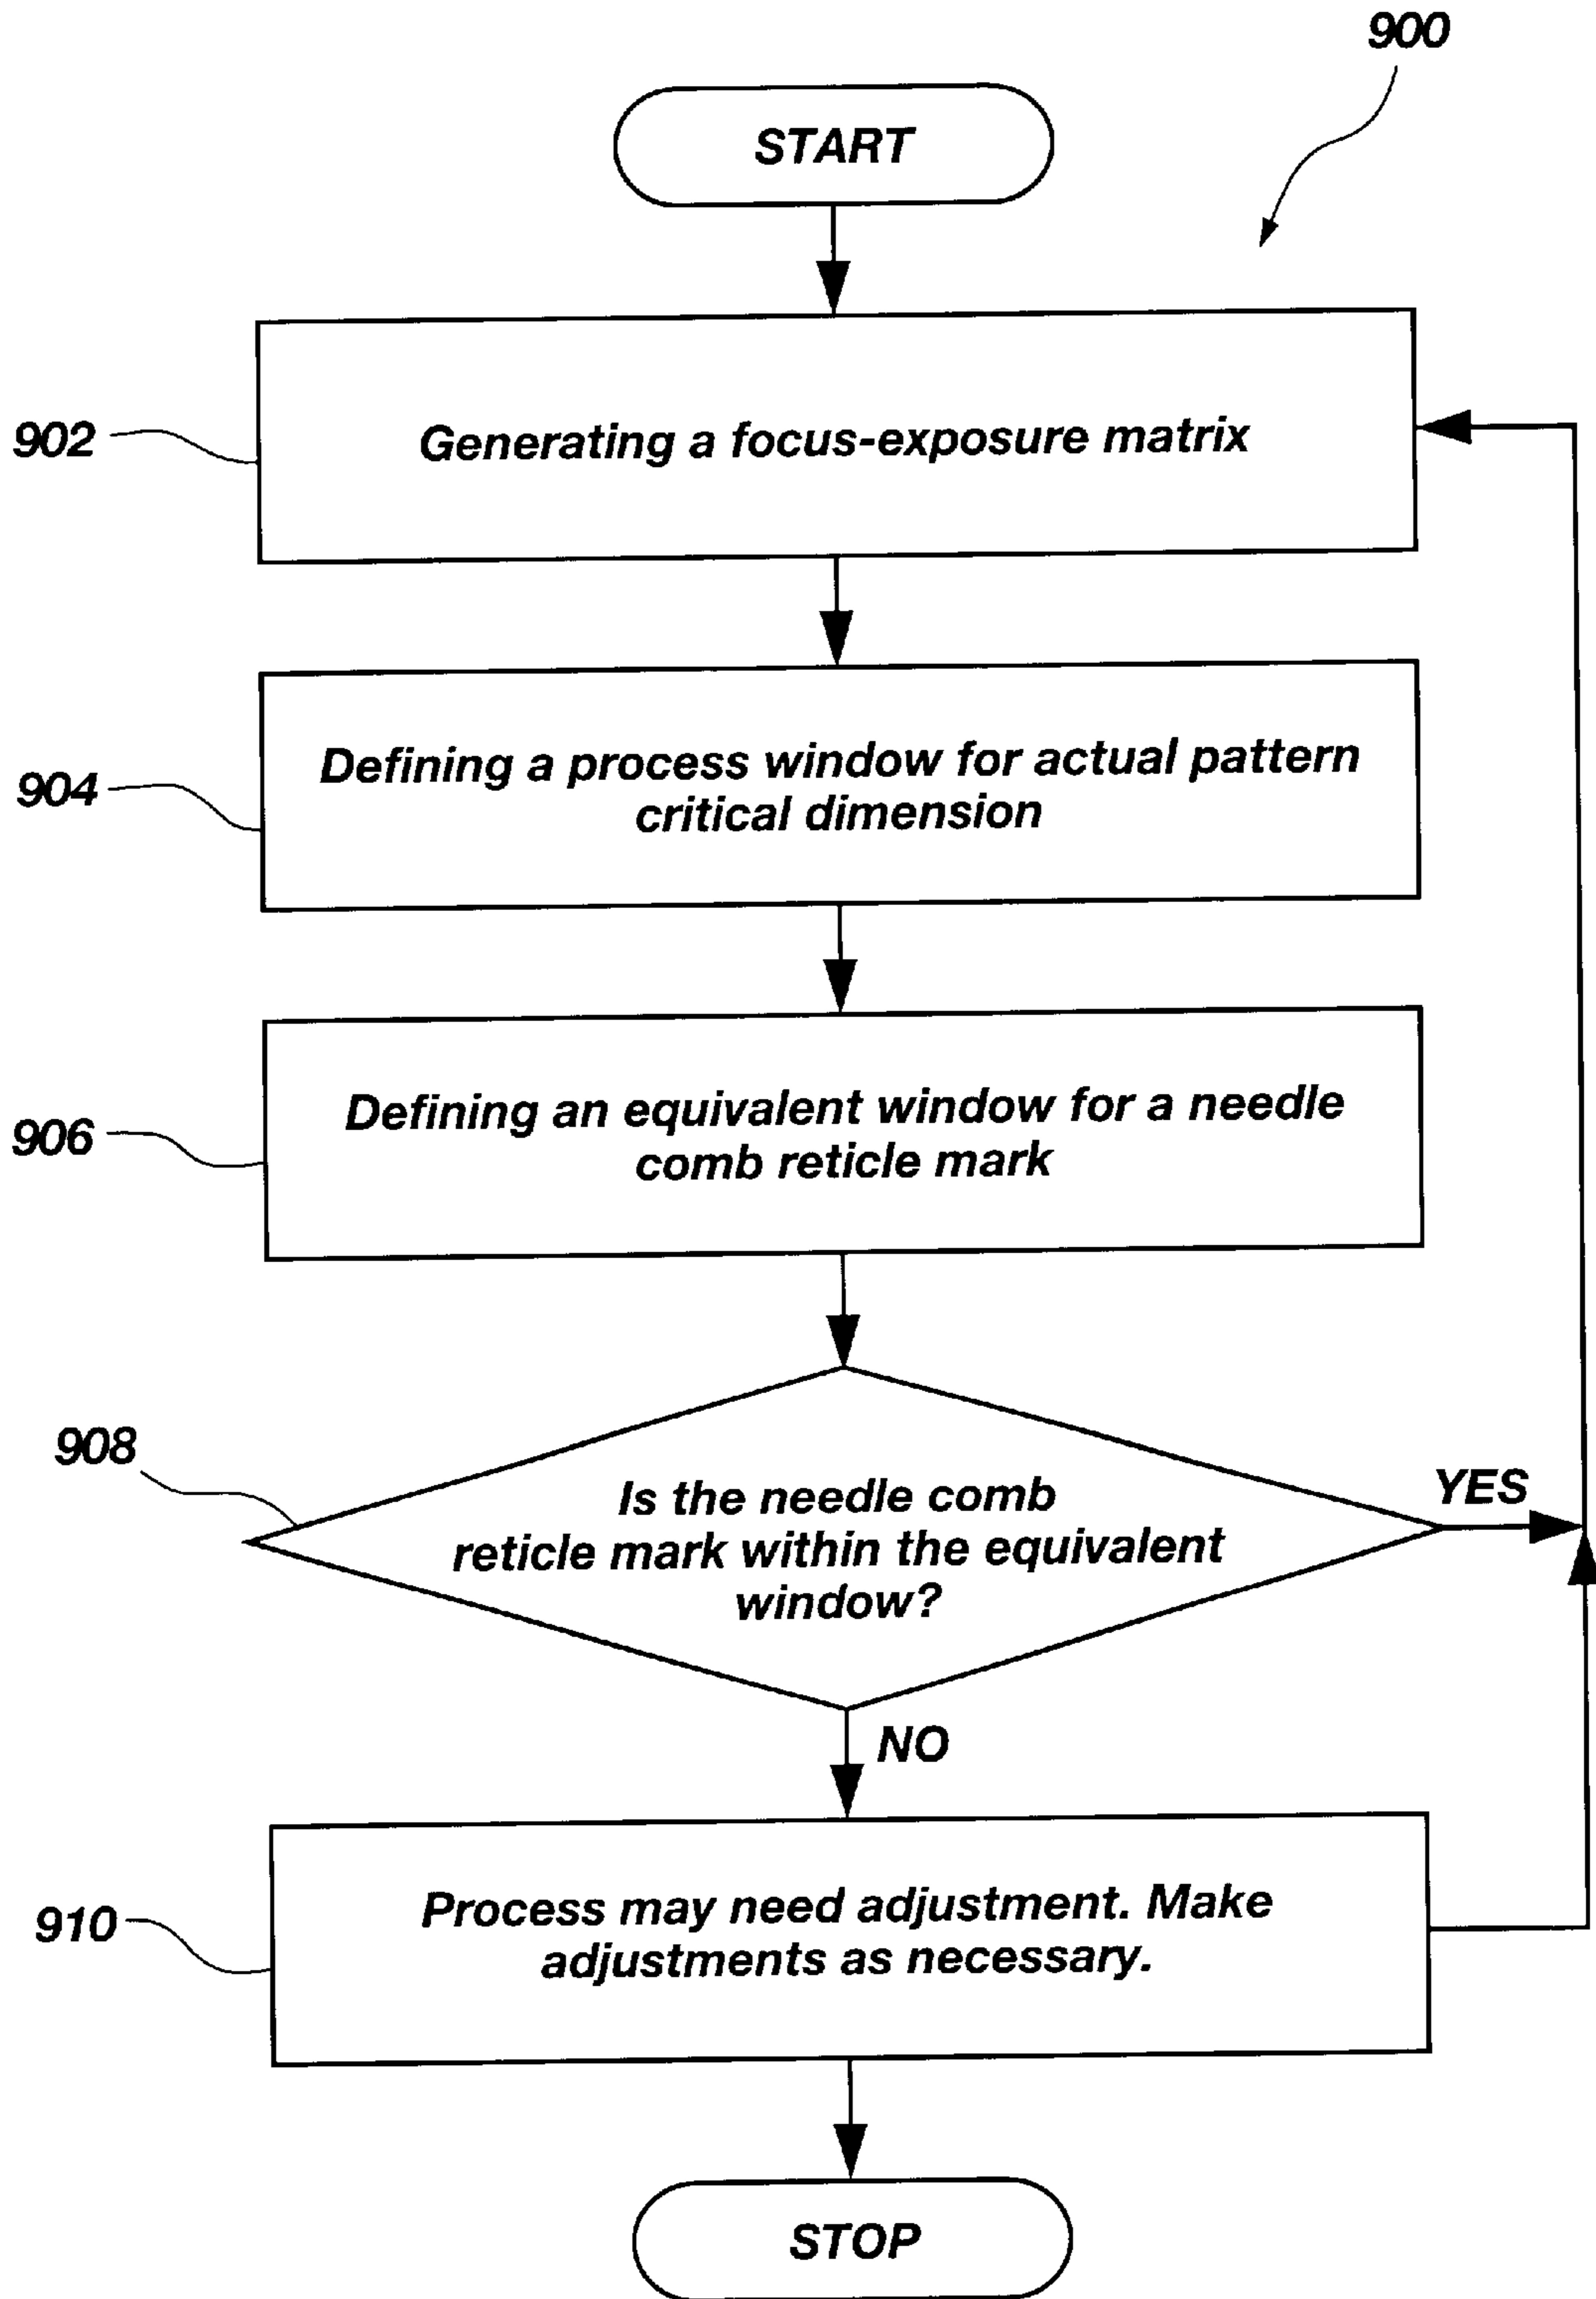 900
START
902
Generating a focus-exposure matrix
904
Defining a process window for actual pattern
critical dimension
906
Defining an equivalent window for a needle
comb reticle mark
908
Is the needle comb
reticle mark within the equivalent
window?
YES
NO
910
Process may need adjustment. Make
adjustments as necessary.
STOP